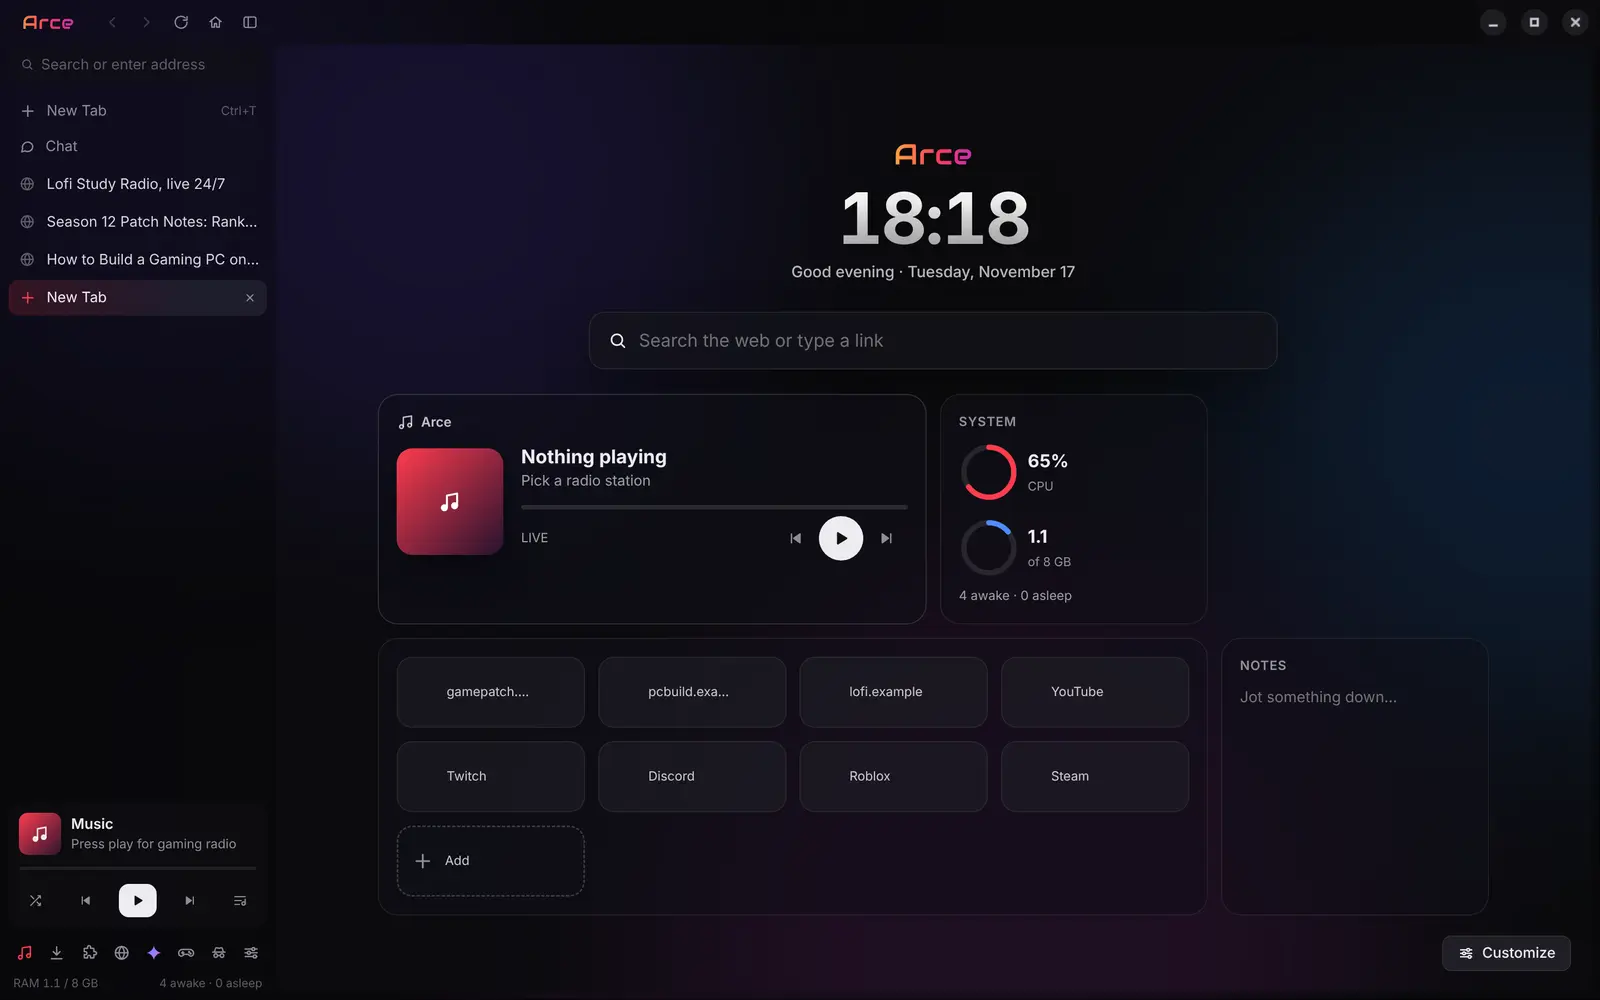 Arce
Search or enter address
New Tab Ctrl+T
Chat
Lofi Study Radio, live 24/7
Season 12 Patch Notes: Rank...
How to Build a Gaming PC on...
New Tab
Music
Press play for gaming radio
RAM 1.1 / 8 GB 4 awake · 0 asleep
Arce
18:18
Good evening · Tuesday, November 17
Search the web or type a link
Arce
Nothing playing
Pick a radio station
LIVE
SYSTEM
65%
CPU
1.1
of 8 GB
4 awake · 0 asleep
gamepatch.... pcbuild.exa... lofi.example YouTube
Twitch Discord Roblox Steam
Add
NOTES
Jot something down...
Customize